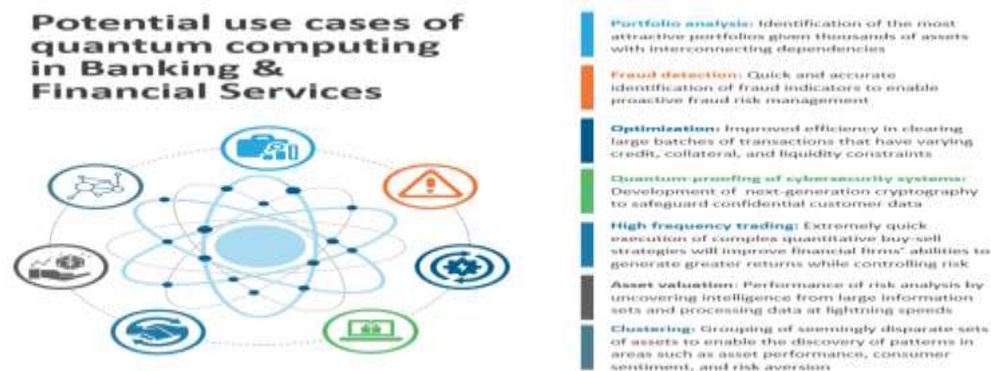 Potential use cases of
quantum computing
in Banking &
Financial Services
Portfolio analysis: Identification of the most
attractive portfolios given thousands of assets
with interconnecting dependencies
Fraud detection: Quick and accurate
identification of fraud indicators to enable
proactive fraud risk management
Optimization: Improved efficiency in clearing
large batches of transactions that have varying
credit, collateral, and liquidity constraints
Quantum-proofing of cybersecurity systems:
Development of next-generation cryptography
to safeguard confidential customer data
High frequency trading: Extremely quick
execution of complex quantitative buy-sell
strategies will improve financial firms' abilities to
generate greater returns while controlling risk
Asset valuation: Performance of risk analysis by
uncovering intelligence from large information
sets and processing data at lightning speeds
Clustering: Grouping of seemingly disparate sets
of assets to enable the discovery of patterns in
areas such as asset performance, consumer
sentiment, and risk aversion